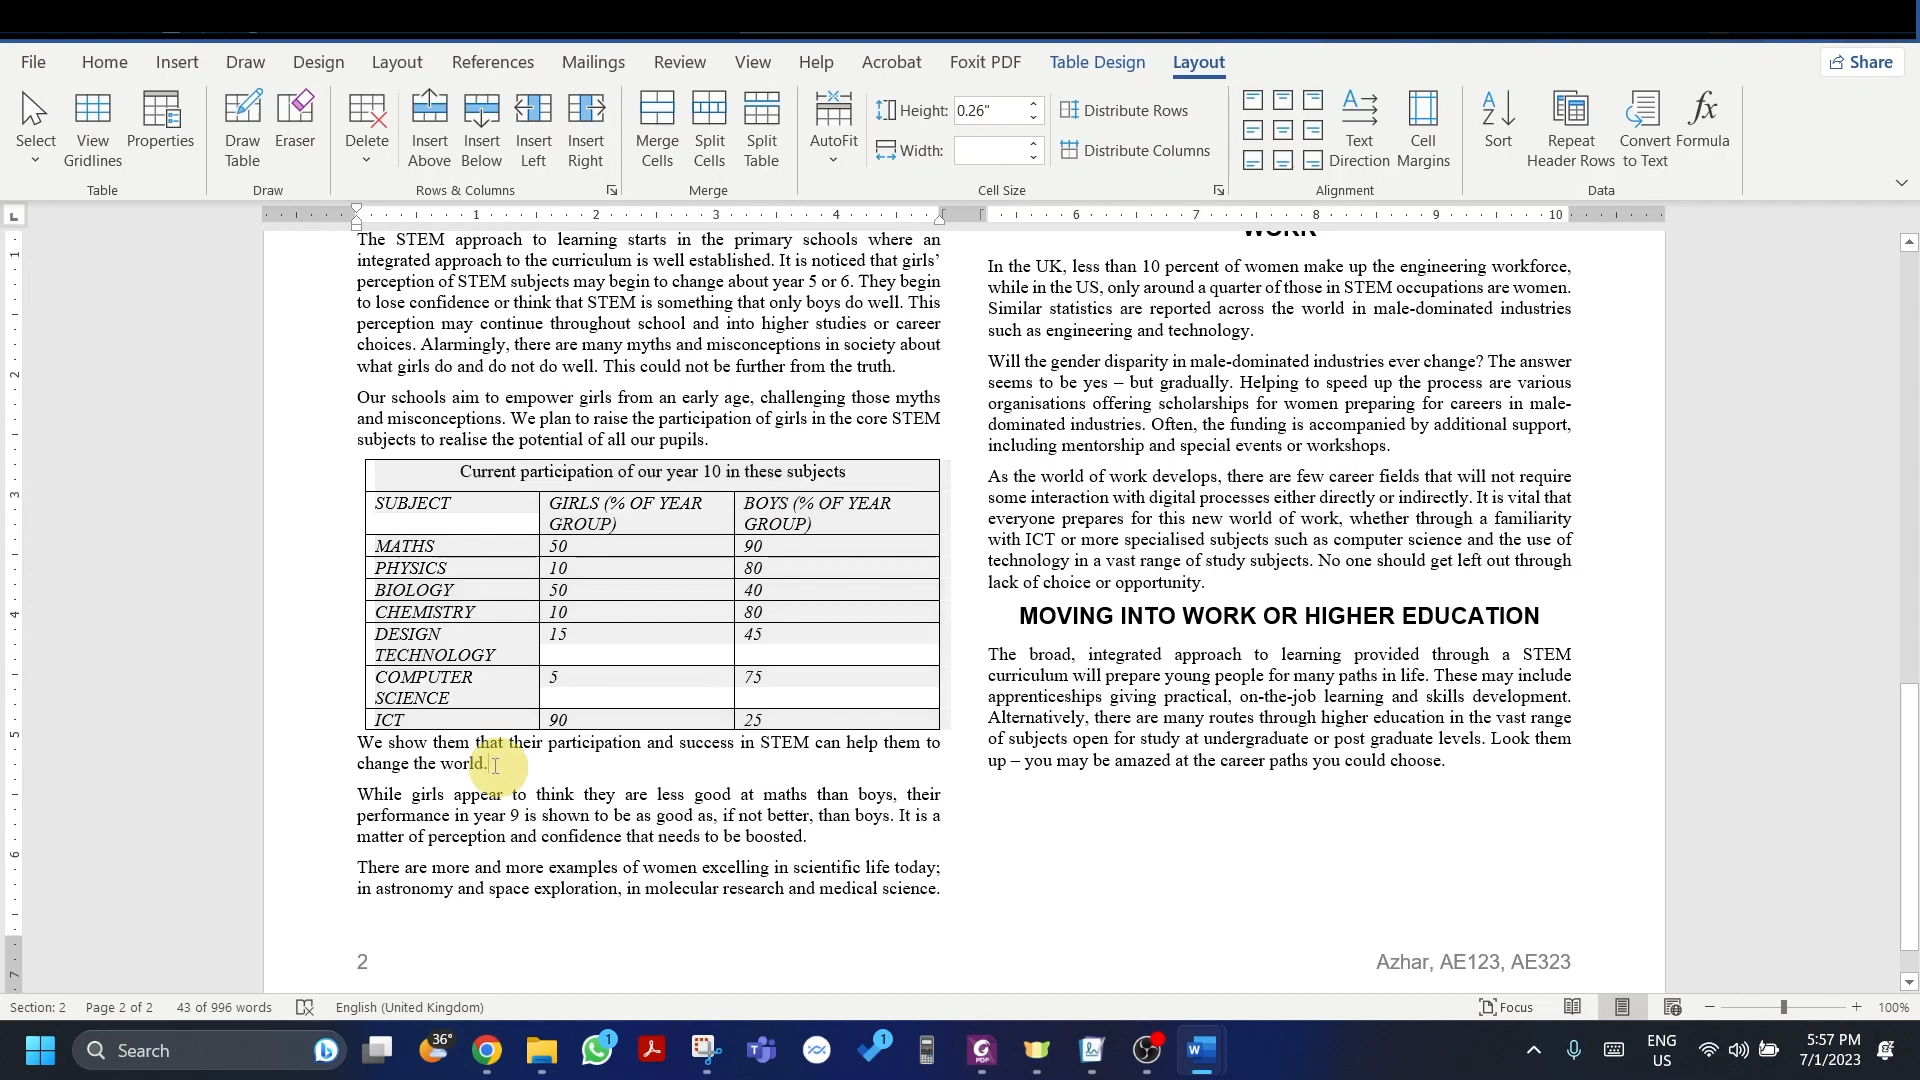 File Home Insert Draw Design Layout References Mailings Review View Help Acrobat Foxit PDF Table Design Layout Share
Select
View Gridlines
Properties
Table
Draw Table
Eraser
Draw
Delete
Insert Above
Insert Below
Insert Left
Insert Right
Rows & Columns
Merge Cells
Split Cells
Split Table
Merge
AutoFit
Height: 0.26"
Width:
Distribute Rows
Distribute Columns
Cell Size
Text Direction
Cell Margins
Alignment
Sort
Repeat Header Rows
Convert to Text
Formula
Data
L
1 2 3 4 6 7 8 9 10
1
2
3
4
5
6
7
The STEM approach to learning starts in the primary schools where an
integrated approach to the curriculum is well established. It is noticed that girls’
perception of STEM subjects may begin to change about year 5 or 6. They begin
to lose confidence or think that STEM is something that only boys do well. This
perception may continue throughout school and into higher studies or career
choices. Alarmingly, there are many myths and misconceptions in society about
what girls do and do not do well. This could not be further from the truth.
Our schools aim to empower girls from an early age, challenging those myths
and misconceptions. We plan to raise the participation of girls in the core STEM
subjects to realise the potential of all our pupils.
Current participation of our year 10 in these subjects
SUBJECT GIRLS (% OF YEAR GROUP) BOYS (% OF YEAR GROUP)
MATHS 50 90
PHYSICS 10 80
BIOLOGY 50 40
CHEMISTRY 10 80
DESIGN TECHNOLOGY 15 45
COMPUTER SCIENCE 5 75
ICT 90 25
We show them that their participation and success in STEM can help them to
change the world.
While girls appear to think they are less good at maths than boys, their
performance in year 9 is shown to be as good as, if not better, than boys. It is a
matter of perception and confidence that needs to be boosted.
There are more and more examples of women excelling in scientific life today;
in astronomy and space exploration, in molecular research and medical science.
WORK
In the UK, less than 10 percent of women make up the engineering workforce,
while in the US, only around a quarter of those in STEM occupations are women.
Similar statistics are reported across the world in male-dominated industries
such as engineering and technology.
Will the gender disparity in male-dominated industries ever change? The answer
seems to be yes – but gradually. Helping to speed up the process are various
organisations offering scholarships for women preparing for careers in male-
dominated industries. Often, the funding is accompanied by additional support,
including mentorship and special events or workshops.
As the world of work develops, there are few career fields that will not require
some interaction with digital processes either directly or indirectly. It is vital that
everyone prepares for this new world of work, whether through a familiarity
with ICT or more specialised subjects such as computer science and the use of
technology in a vast range of study subjects. No one should get left out through
lack of choice or opportunity.
MOVING INTO WORK OR HIGHER EDUCATION
The broad, integrated approach to learning provided through a STEM
curriculum will prepare young people for many paths in life. These may include
apprenticeships giving practical, on-the-job learning and skills development.
Alternatively, there are many routes through higher education in the vast range
of subjects open for study at undergraduate or post graduate levels. Look them
up – you may be amazed at the career paths you could choose.
2
Azhar, AE123, AE323
Section: 2 Page 2 of 2 43 of 996 words English (United Kingdom) Focus 100%
Search
36°
1
1
PDF
ENG
US
5:57 PM
7/1/2023